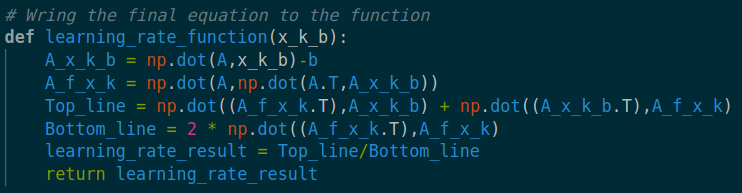 # Wring the final equation to the function
def learning_rate_function(x_k_b):
    A_x_k_b = np.dot(A,x_k_b)-b
    A_f_x_k = np.dot(A,np.dot(A.T,A_x_k_b))
    Top_line = np.dot((A_f_x_k.T),A_x_k_b) + np.dot((A_x_k_b.T),A_f_x_k)
    Bottom_line = 2 * np.dot((A_f_x_k.T),A_f_x_k)
    learning_rate_result = Top_line/Bottom_line
    return learning_rate_result